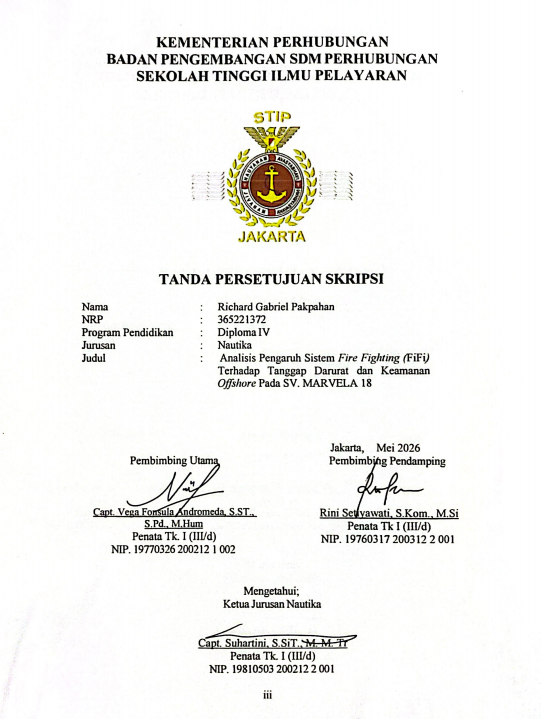 KEMENTERIAN PERHUBUNGAN
BADAN PENGEMBANGAN SDM PERHUBUNGAN
SEKOLAH TINGGI ILMU PELAYARAN
STIP
JAKARTA
TANDA PERSETUJUAN SKRIPSI
Nama : Richard Gabriel Pakpahan
NRP : 365221372
Program Pendidikan : Diploma IV
Jurusan : Nautika
Judul : Analisis Pengaruh Sistem Fire Fighting (FiFi)
Terhadap Tanggap Darurat dan Keamanan
Offshore Pada SV. MARVELA 18
Jakarta, Mei 2026
Pembimbing Utama
Pembimbing Pendamping
Capt. Vega Fonsula Andromeda, S.ST.,
S.Pd., M.Hum
Penata Tk. I (III/d)
NIP. 19770326 200212 1 002
Rini Setiyawati, S.Kom., M.Si
Penata Tk I (III/d)
NIP. 19760317 200312 2 001
Mengetahui;
Ketua Jurusan Nautika
Capt. Suhartini, S.SiT., M. M. Tr
Penata Tk. I (III/d)
NIP. 19810503 200212 2 001
iii